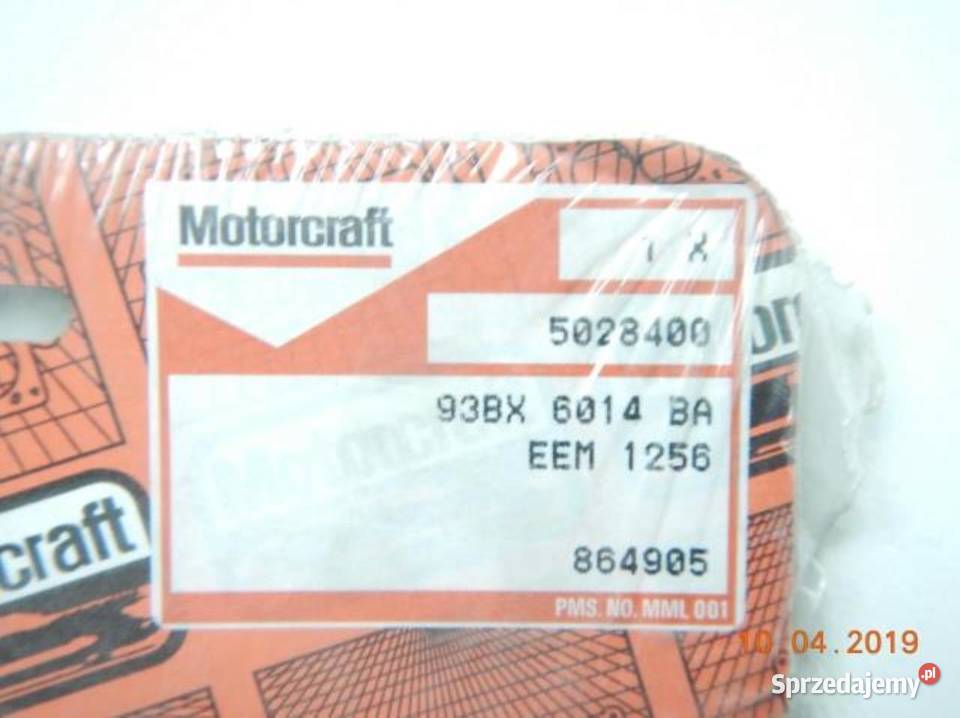 Motorcraft
1 X
5028400
93BX 6014 BA
EEM 1256
864905
PMS. NO. MML 001
craft
10 04. 2019
Sprzedajemy.pl